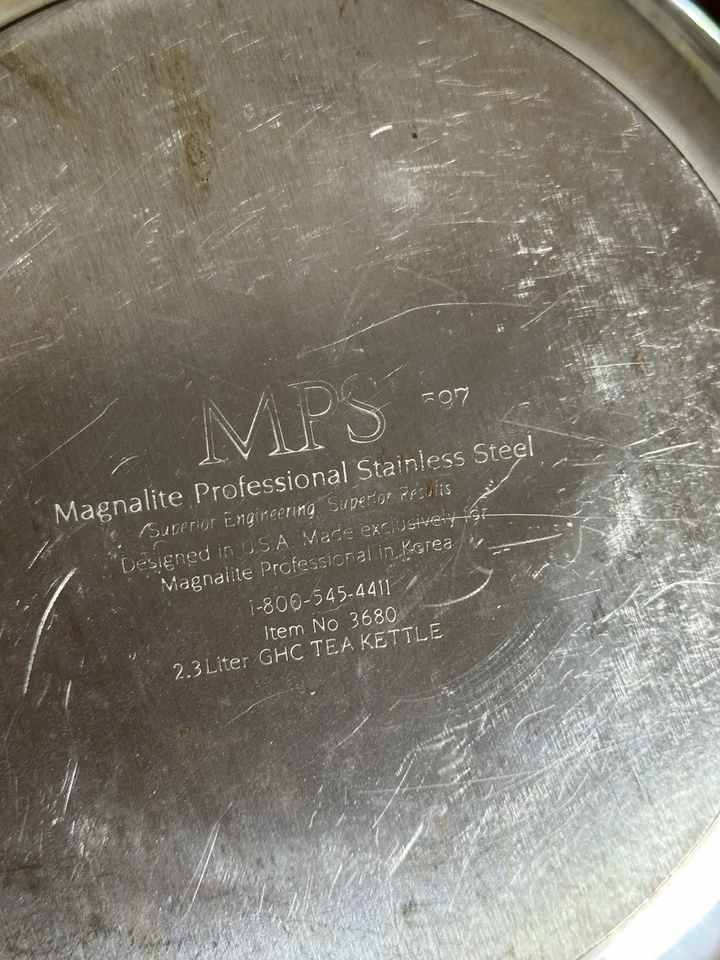 MPS 597
Magnalite Professional Stainless Steel
Superior Engineering, Superior Results
Designed in U.S.A. Made exclusively for
Magnalite Professional in Korea.
1-800-545-4411
Item No 3680
2.3 Liter GHC TEA KETTLE